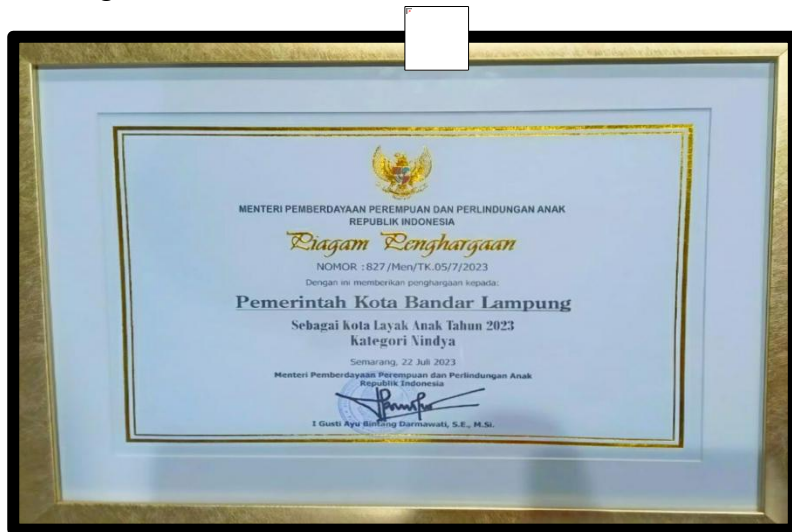 MENTERI PEMBERDAYAAN PEREMPUAN DAN PERLINDUNGAN ANAK
REPUBLIK INDONESIA
Piagam Penghargaan
NOMOR : 827 /Men/TK.05/7/2023
Dengan ini memberikan penghargaan kepada:
Pemerintah Kota Bandar Lampung
Sebagai Kota Layak Anak Tahun 2023
Kategori Nindya
Semarang, 22 Juli 2023
Menteri Pemberdayaan Perempuan dan Perlindungan Anak
Republik Indonesia
I Gusti Ayu Bintang Darmawati, S.E., M.Si.